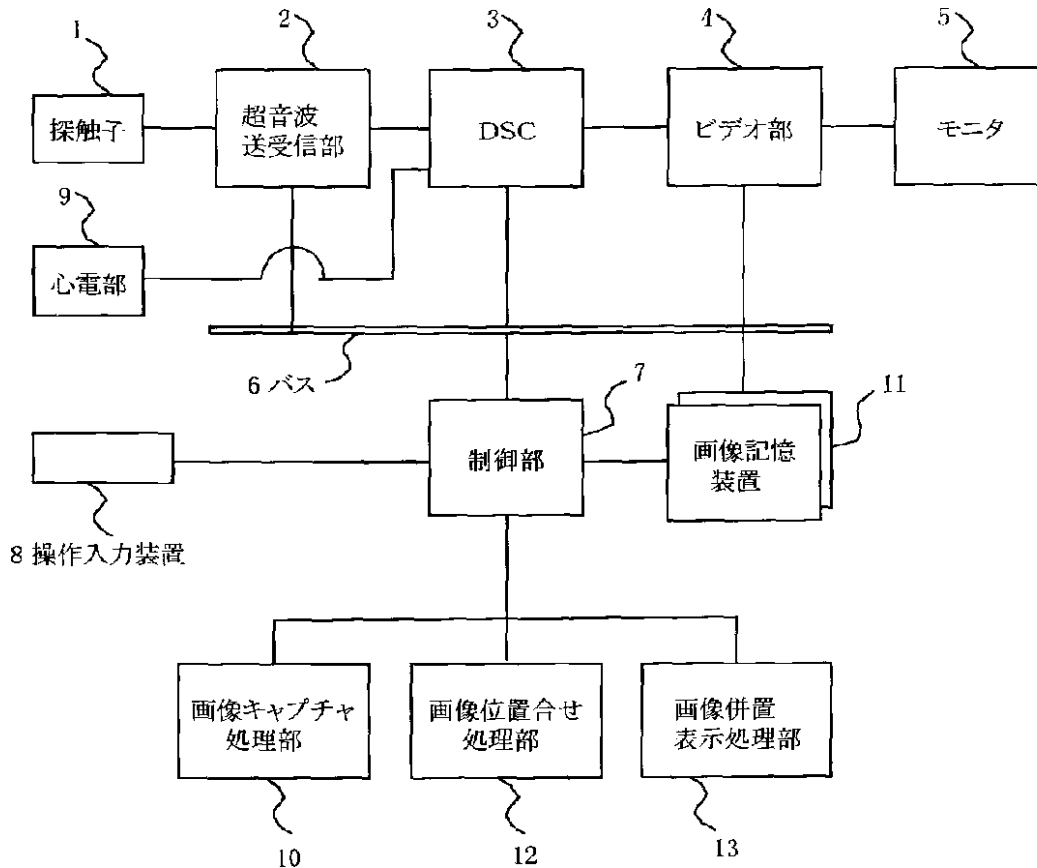 1
2
3
4
5
探触子
超音波
送受信部
DSC
ビデオ部
モニタ
9
心電部
6 バス
7
11
制御部
画像記憶
装置
8 操作入力装置
画像キャプチャ
処理部
画像位置合せ
処理部
画像併置
表示処理部
10
12
13